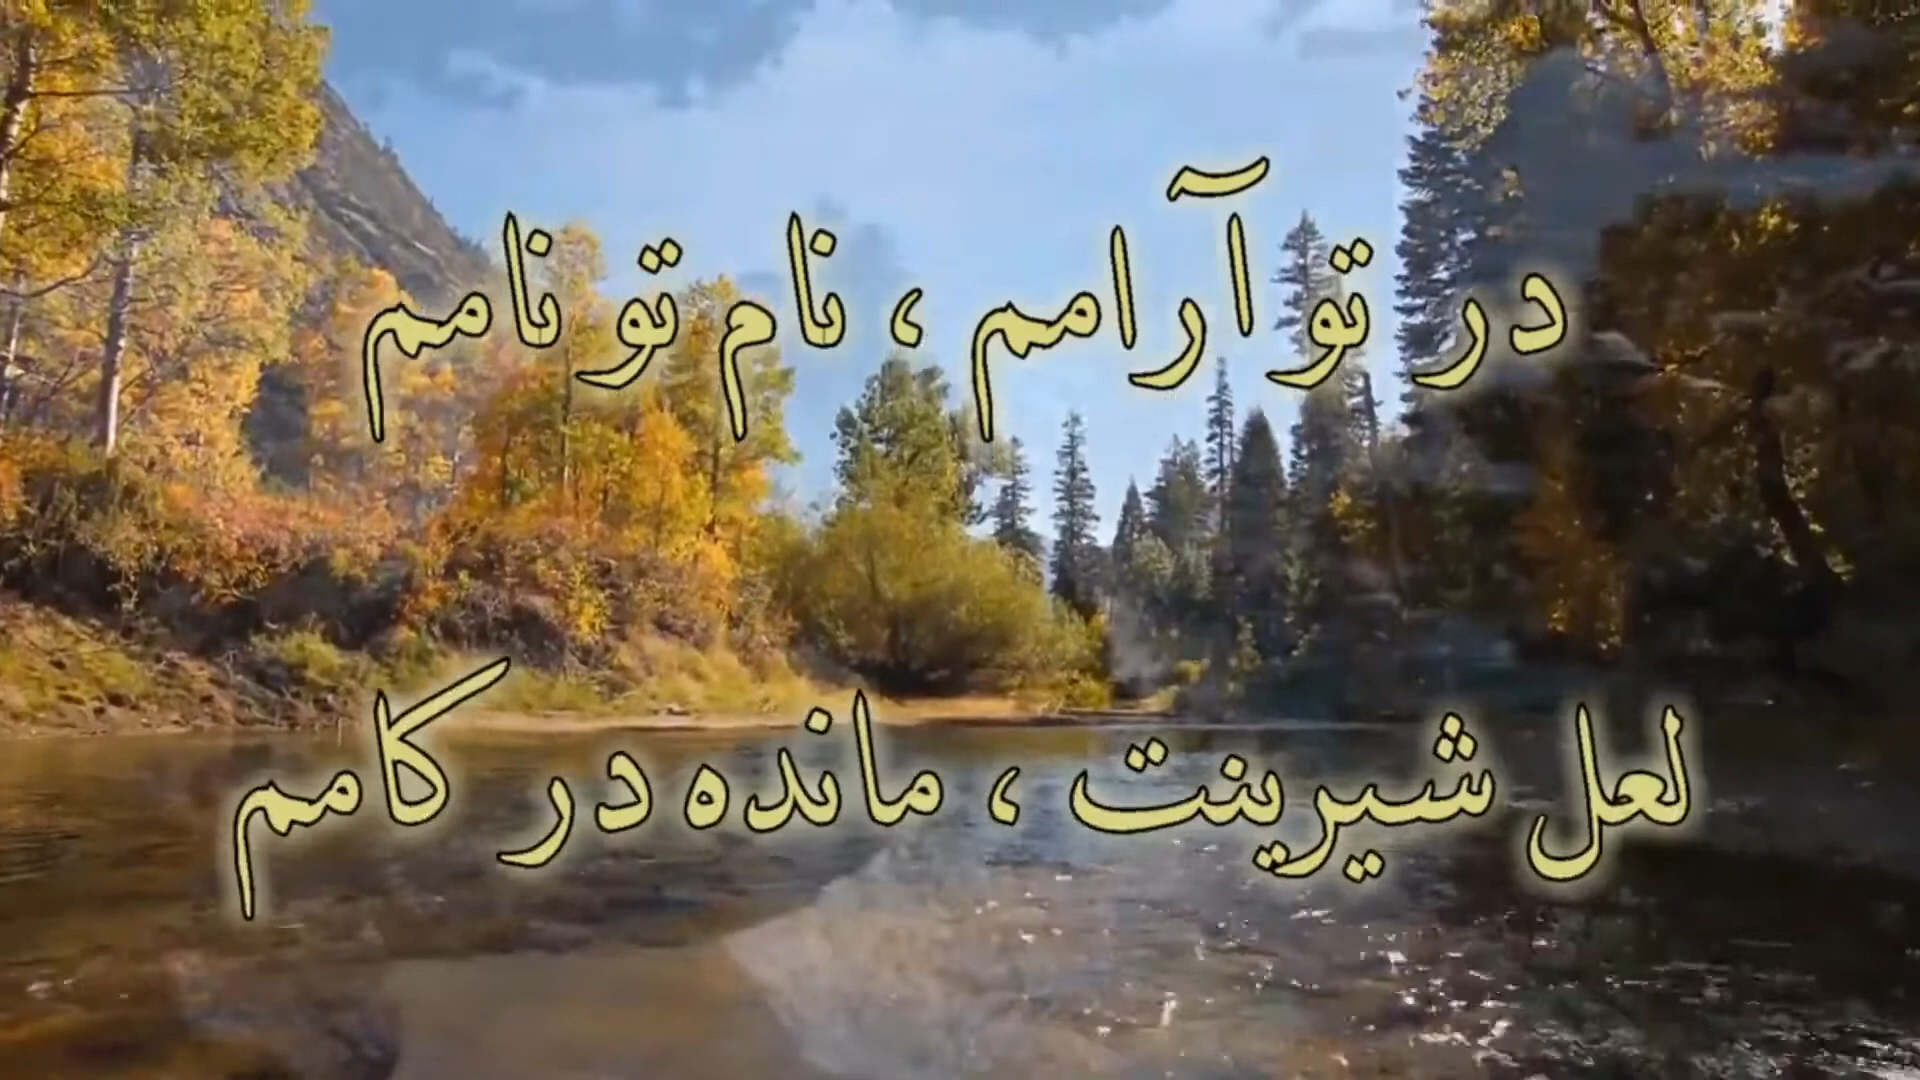 در تو آرامم ، نام تو نامم
لعل شیرینت ، مانده در کامم